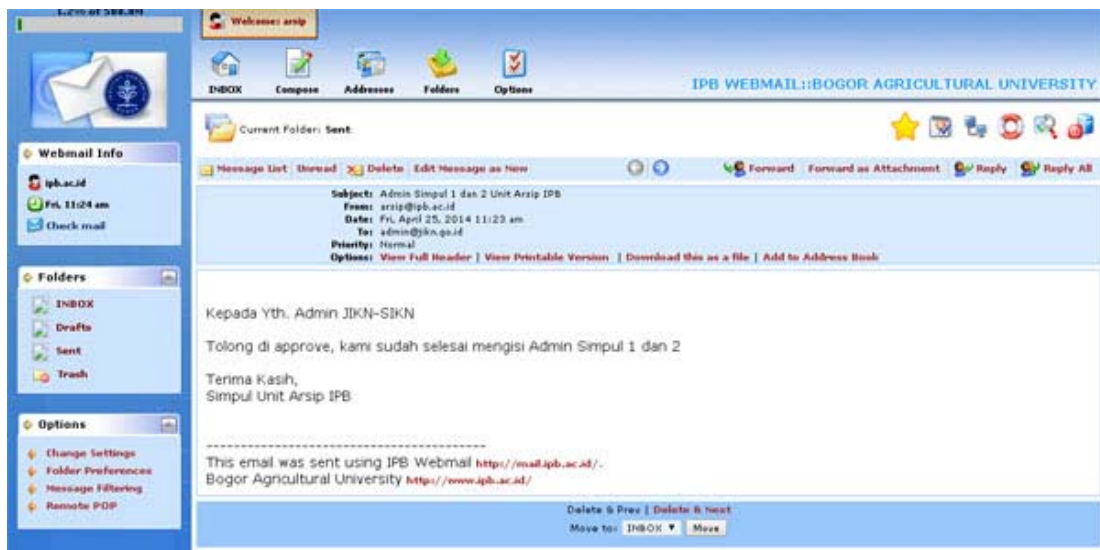 Welcome: arsip
INBOX Compose Addresses Folders Options
IPB WEBMAIL::BOGOR AGRICULTURAL UNIVERSITY
Current Folder: Sent
Message List Unread Delete Edit Message as New
Forward Forward as Attachment Reply Reply All
Webmail Info
ipb.ac.id
Fri, 11:24 am
Check mail
Folders
INBOX
Drafts
Sent
Trash
Options
Change Settings
Folder Preferences
Message Filtering
Remote POP
Subject: Admin Simpul 1 dan 2 Unit Arsip IPB
From: arsip@ipb.ac.id
Date: Fri, April 25, 2014 11:23 am
To: admin@jikn.go.id
Priority: Normal
Options: View Full Header | View Printable Version | Download this as a file | Add to Address Book
Kepada Yth. Admin JIKN-SIKN
Tolong di approve, kami sudah selesai mengisi Admin Simpul 1 dan 2
Terima Kasih,
Simpul Unit Arsip IPB
-----------------------------------------
This email was sent using IPB Webmail http://mail.ipb.ac.id/.
Bogor Agricultural University http://www.ipb.ac.id/
Delete & Prev | Delete & Next
Move to: INBOX Move